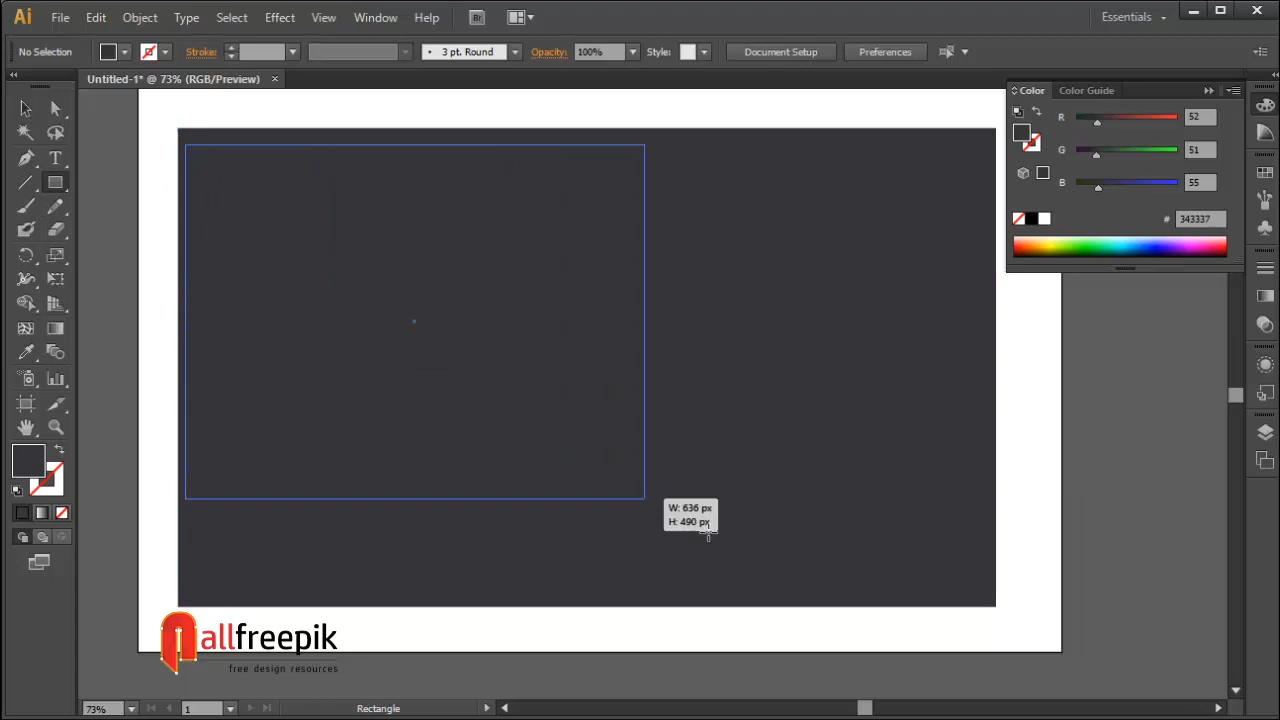 Ai File Edit Object Type Select Effect View Window Help Br Essentials
No Selection Stroke: 3 pt. Round Opacity: 100% Style: Document Setup Preferences
Untitled-1* @ 73% (RGB/Preview)
Color Color Guide
R 52
G 51
B 55
# 343337
W: 636 px
H: 490 px
allfreepik
free design resources
73% 1 Rectangle